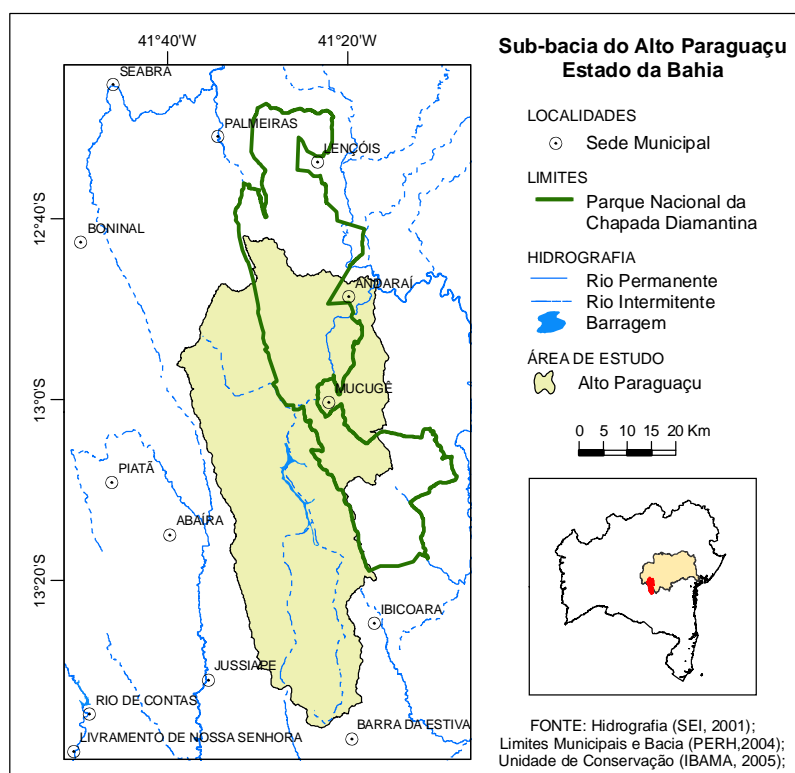 41°40'W
41°20'W
12°40'S
13°0'S
13°20'S
SEABRA
PALMEIRAS
LENÇÓIS
BONINAL
ANDARAÍ
MUCUGÊ
PIATÃ
ABAÍRA
IBICOARA
JUSSIAPE
RIO DE CONTAS
LIVRAMENTO DE NOSSA SENHORA
BARRA DA ESTIVA
Sub-bacia do Alto Paraguaçu
Estado da Bahia
LOCALIDADES
Sede Municipal
LIMITES
Parque Nacional da
Chapada Diamantina
HIDROGRAFIA
Rio Permanente
Rio Intermitente
Barragem
ÁREA DE ESTUDO
Alto Paraguaçu
0 5 10 15 20 Km
FONTE: Hidrografia (SEI, 2001);
Limites Municipais e Bacia (PERH,2004);
Unidade de Conservação (IBAMA, 2005);